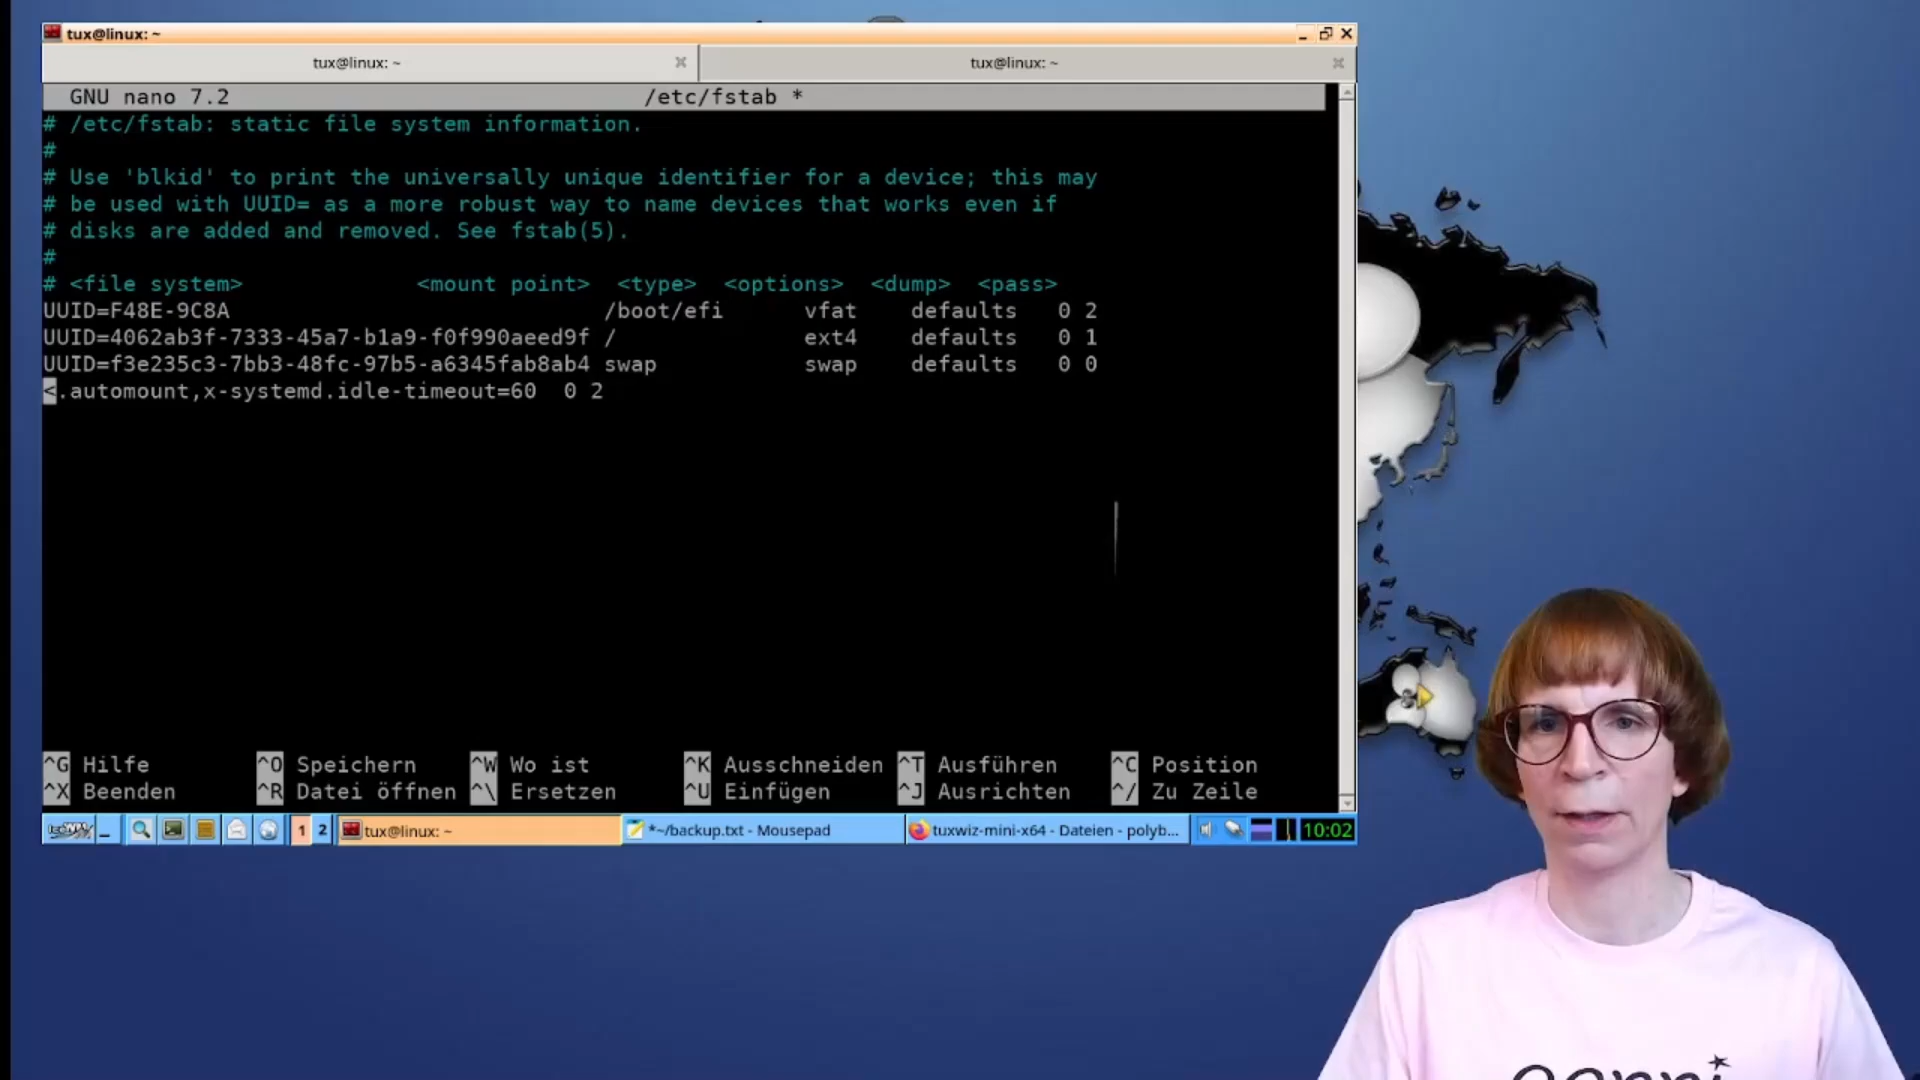 tux@linux: ~
tux@linux: ~
tux@linux: ~
GNU nano 7.2 /etc/fstab *
# /etc/fstab: static file system information.
#
# Use 'blkid' to print the universally unique identifier for a device; this may
# be used with UUID= as a more robust way to name devices that works even if
# disks are added and removed. See fstab(5).
#
# <file system> <mount point> <type> <options> <dump> <pass>
UUID=F48E-9C8A /boot/efi vfat defaults 0 2
UUID=4062ab3f-7333-45a7-b1a9-f0f990aeed9f / ext4 defaults 0 1
UUID=f3e235c3-7bb3-48fc-97b5-a6345fab8ab4 swap swap defaults 0 0
<.automount,x-systemd.idle-timeout=60 0 2
^G Hilfe ^O Speichern ^W Wo ist ^K Ausschneiden ^T Ausführen ^C Position
^X Beenden ^R Datei öffnen ^\ Ersetzen ^U Einfügen ^J Ausrichten ^/ Zu Zeile
1 2 tux@linux: ~ *~/backup.txt - Mousepad tuxwiz-mini-x64 - Dateien - polyb... 10:02